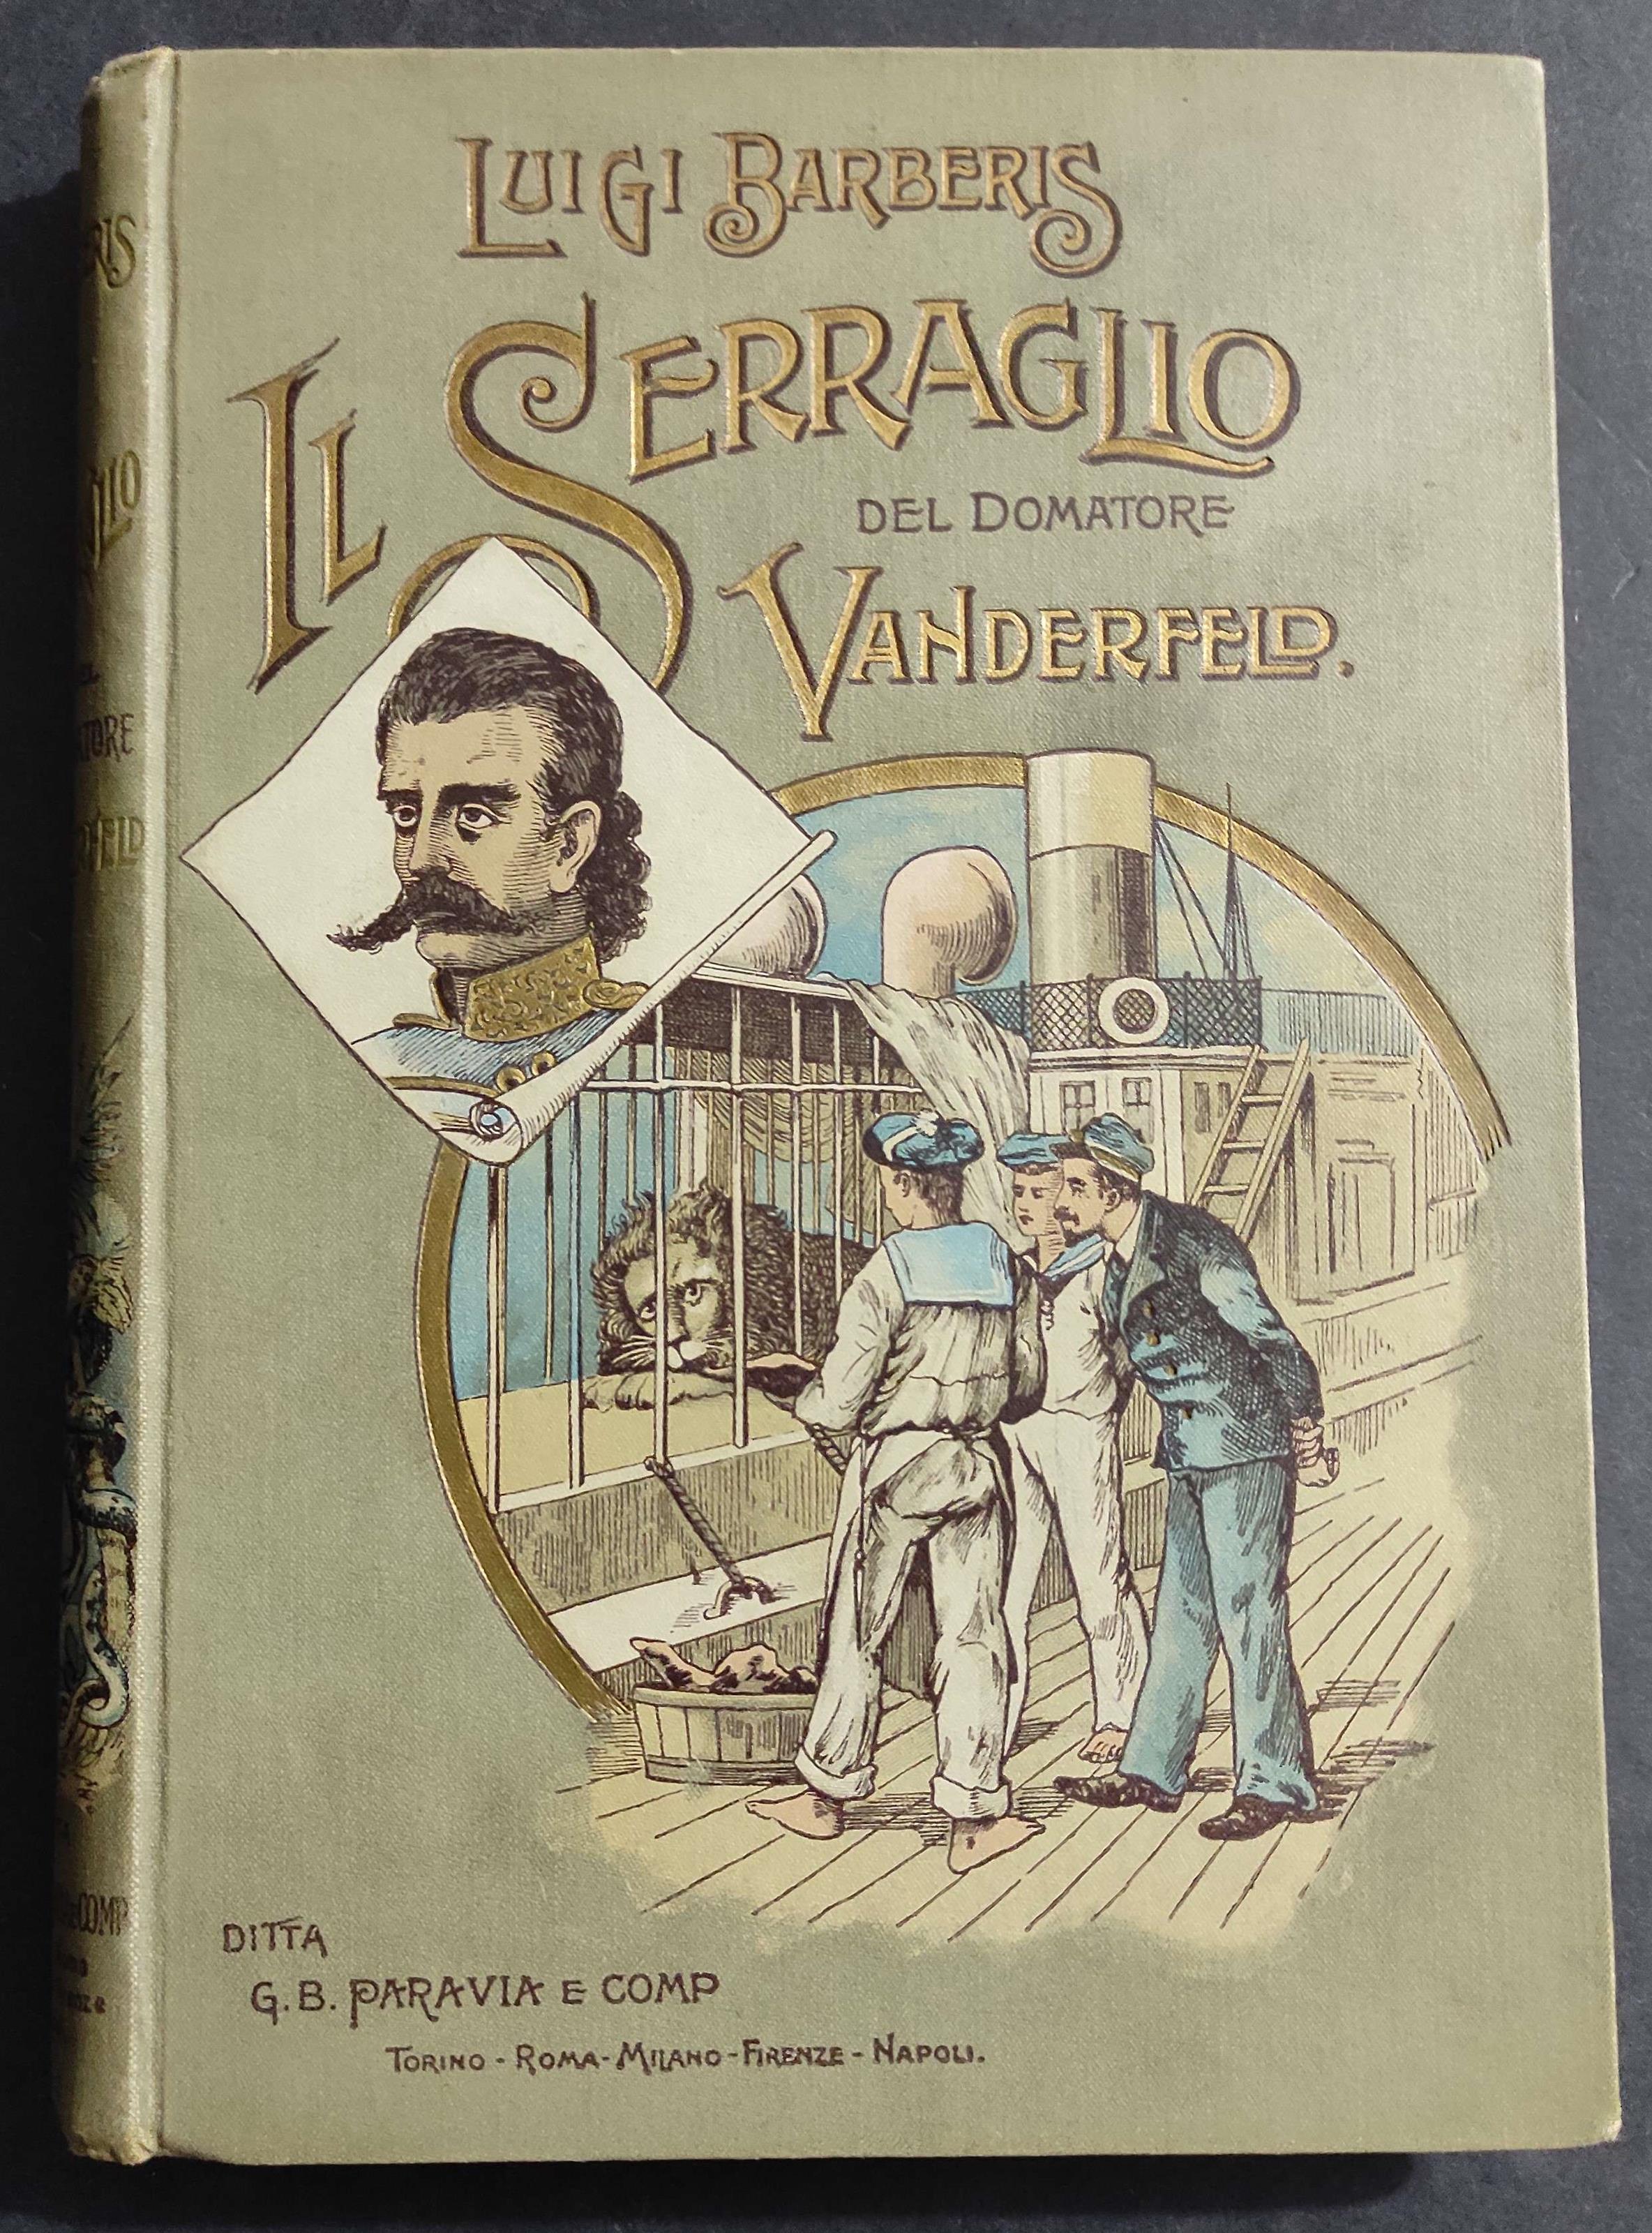 LUIGI BARBERIS
IL SERRAGLIO
DEL DOMATORE
VANDERFELD.
DITTA
G. B. PARAVIA E COMP
TORINO - ROMA - MILANO - FIRENZE - NAPOLI.